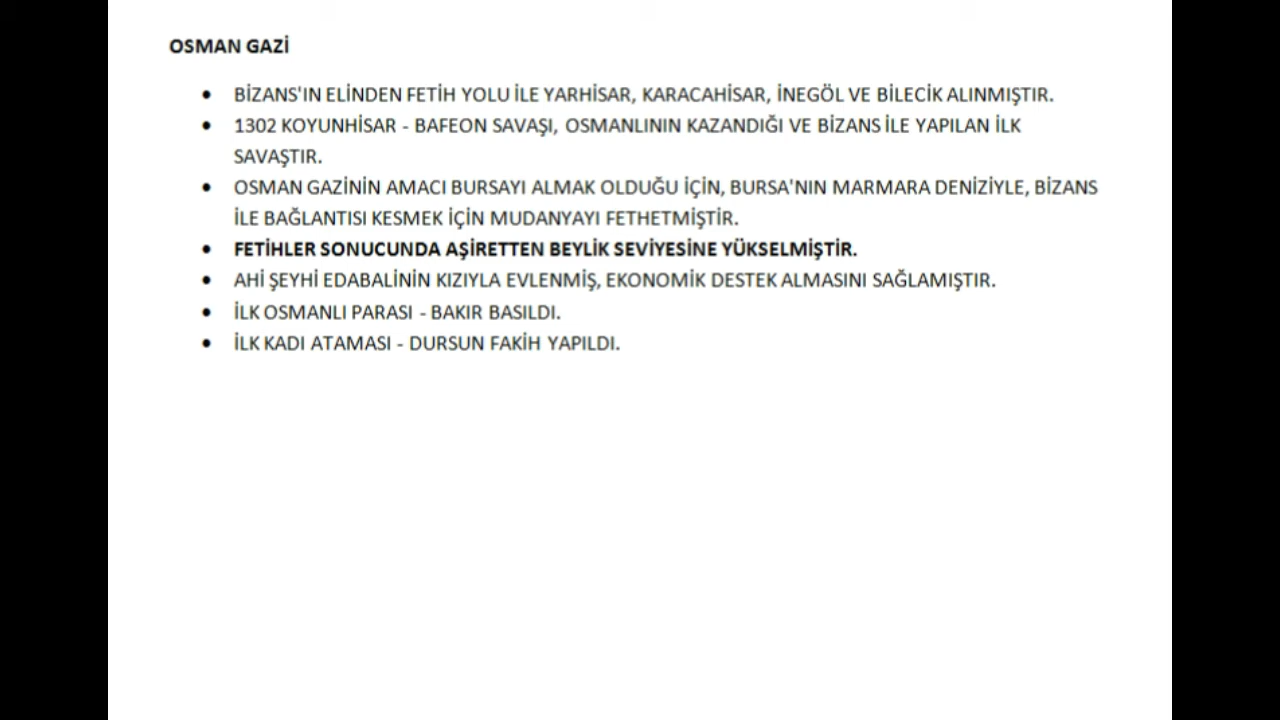 OSMAN GAZİ
• BİZANS'IN ELİNDEN FETİH YOLU İLE YARHİSAR, KARACAHİSAR, İNEGÖL VE BİLECİK ALINMIŞTIR.
• 1302 KOYUNHİSAR - BAFEON SAVAŞI, OSMANLININ KAZANDIĞI VE BİZANS İLE YAPILAN İLK
SAVAŞTIR.
• OSMAN GAZİNİN AMACI BURSAYI ALMAK OLDUĞU İÇİN, BURSA'NIN MARMARA DENİZİYLE, BİZANS
İLE BAĞLANTISI KESMEK İÇİN MUDANYAYI FETHETMİŞTİR.
• FETİHLER SONUCUNDA AŞİRETTEN BEYLİK SEVİYESİNE YÜKSELMİŞTİR.
• AHİ ŞEYHİ EDABALİNİN KIZIYLA EVLENMİŞ, EKONOMİK DESTEK ALMASINI SAĞLAMIŞTIR.
• İLK OSMANLI PARASI - BAKIR BASILDI.
• İLK KADI ATAMASI - DURSUN FAKİH YAPILDI.